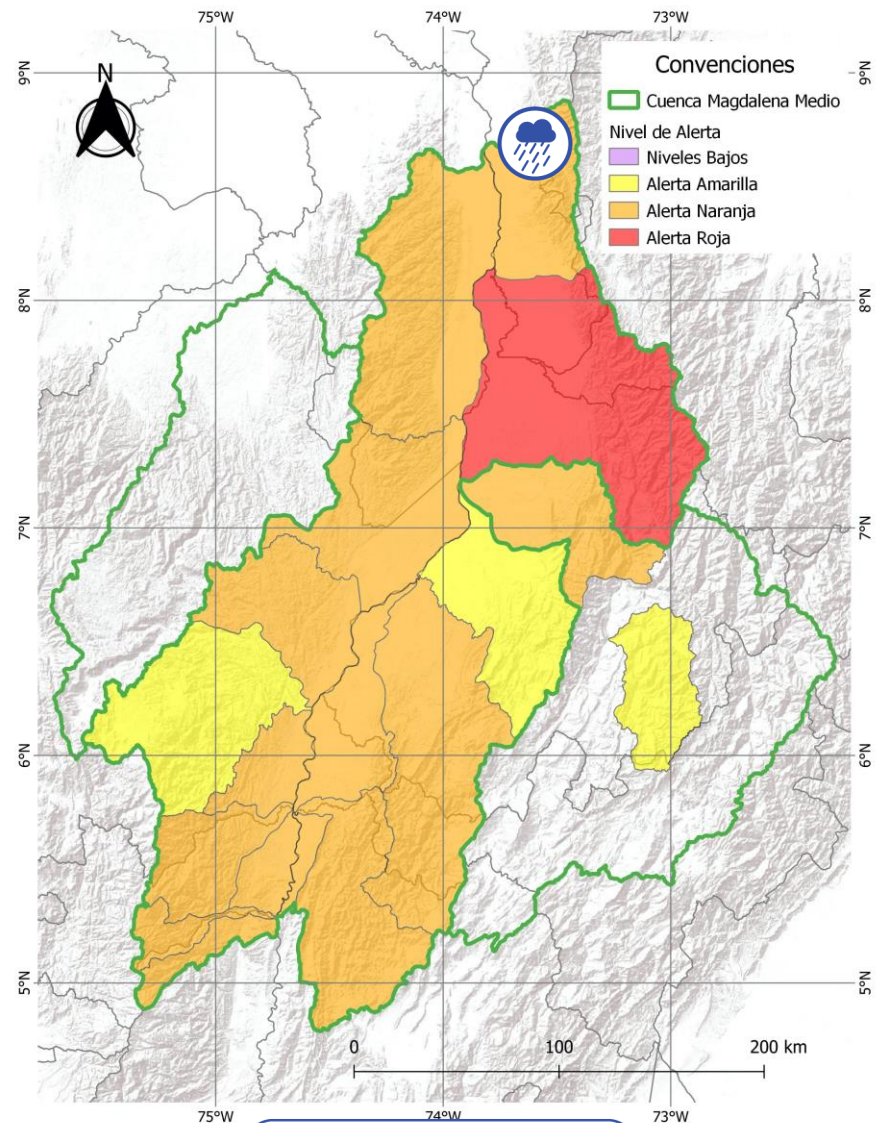 75°W 74°W 73°W
9°N 9°N
N
Convenciones
Cuenca Magdalena Medio
Nivel de Alerta
Niveles Bajos
Alerta Amarilla
Alerta Naranja
Alerta Roja
8°N 8°N
7°N 7°N
6°N 6°N
5°N 5°N
0 100 200 km
75°W 74°W 73°W